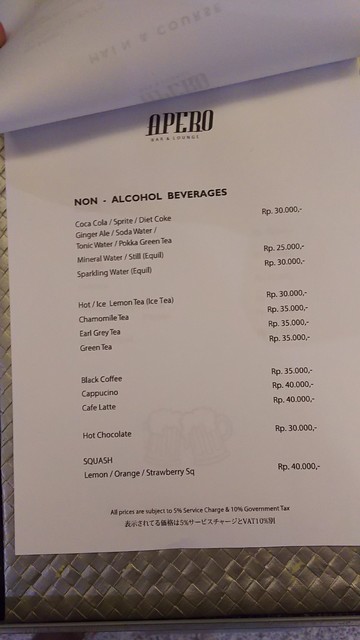 MAIN COURSE
APERO
BAR & LOUNGE
NON - ALCOHOL BEVERAGES
Coca Cola / Sprite / Diet Coke Rp. 30.000,-
Ginger Ale / Soda Water /
Tonic Water / Pokka Green Tea
Mineral Water / Still (Equil) Rp. 25.000,-
Sparkling Water (Equil) Rp. 30.000,-
Hot / Ice Lemon Tea (Ice Tea) Rp. 30.000,-
Chamomile Tea Rp. 35.000,-
Earl Grey Tea Rp. 35.000,-
Green Tea Rp. 35.000,-
Black Coffee Rp. 35.000,-
Cappucino Rp. 40.000,-
Cafe Latte Rp. 40.000,-
Hot Chocolate Rp. 30.000,-
SQUASH
Lemon / Orange / Strawberry Sq Rp. 40.000,-
All prices are subject to 5% Service Charge & 10% Government Tax
表示されてる価格は5%サービスチャージとVAT10%別